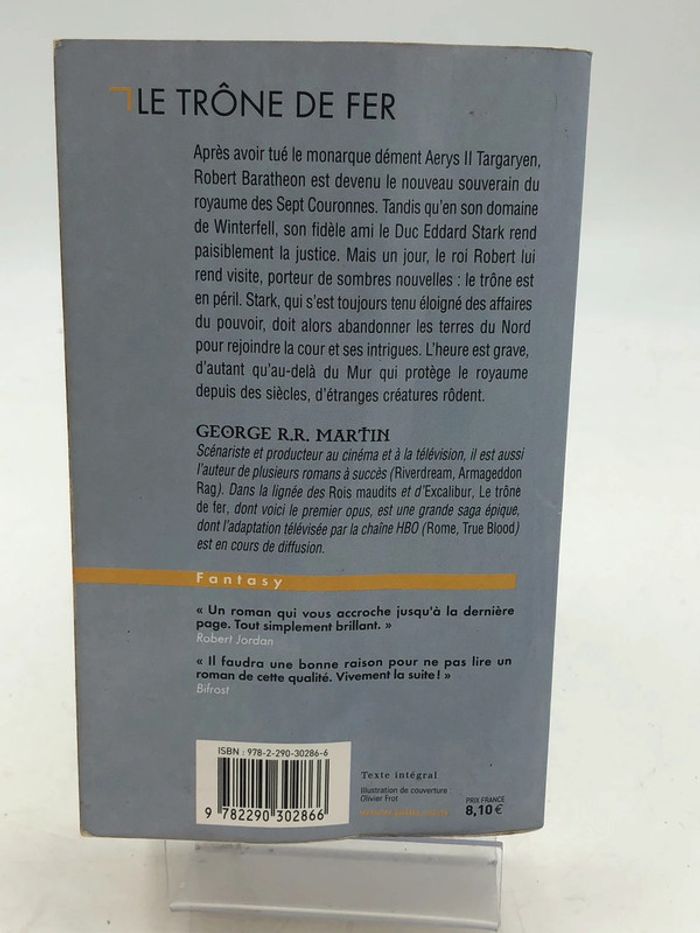 LE TRÔNE DE FER
Après avoir tué le monarque dément Aerys II Targaryen,
Robert Baratheon est devenu le nouveau souverain du
royaume des Sept Couronnes. Tandis qu'en son domaine
de Winterfell, son fidèle ami le Duc Eddard Stark rend
paisiblement la justice. Mais un jour, le roi Robert lui
rend visite, porteur de sombres nouvelles : le trône est
en péril. Stark, qui s'est toujours tenu éloigné des affaires
du pouvoir, doit alors abandonner les terres du Nord
pour rejoindre la cour et ses intrigues. L'heure est grave,
d'autant qu'au-delà du Mur qui protège le royaume
depuis des siècles, d'étranges créatures rôdent.
GEORGE R.R. MARTIN
Scénariste et producteur au cinéma et à la télévision, il est aussi
l'auteur de plusieurs romans à succès (Riverdream, Armageddon
Rag). Dans la lignée des Rois maudits et d'Excalibur, Le trône
de fer, dont voici le premier opus, est une grande saga épique,
dont l'adaptation télévisée par la chaîne HBO (Rome, True Blood)
est en cours de diffusion.
Fantasy
« Un roman qui vous accroche jusqu'à la dernière
page. Tout simplement brillant. »
Robert Jordan
« Il faudra une bonne raison pour ne pas lire un
roman de cette qualité. Vivement la suite ! »
Bifrost
ISBN : 978-2-290-30286-6
9 782290 302866
Texte intégral
Illustration de couverture :
Olivier Frot
PRIX FRANCE
8,10 €